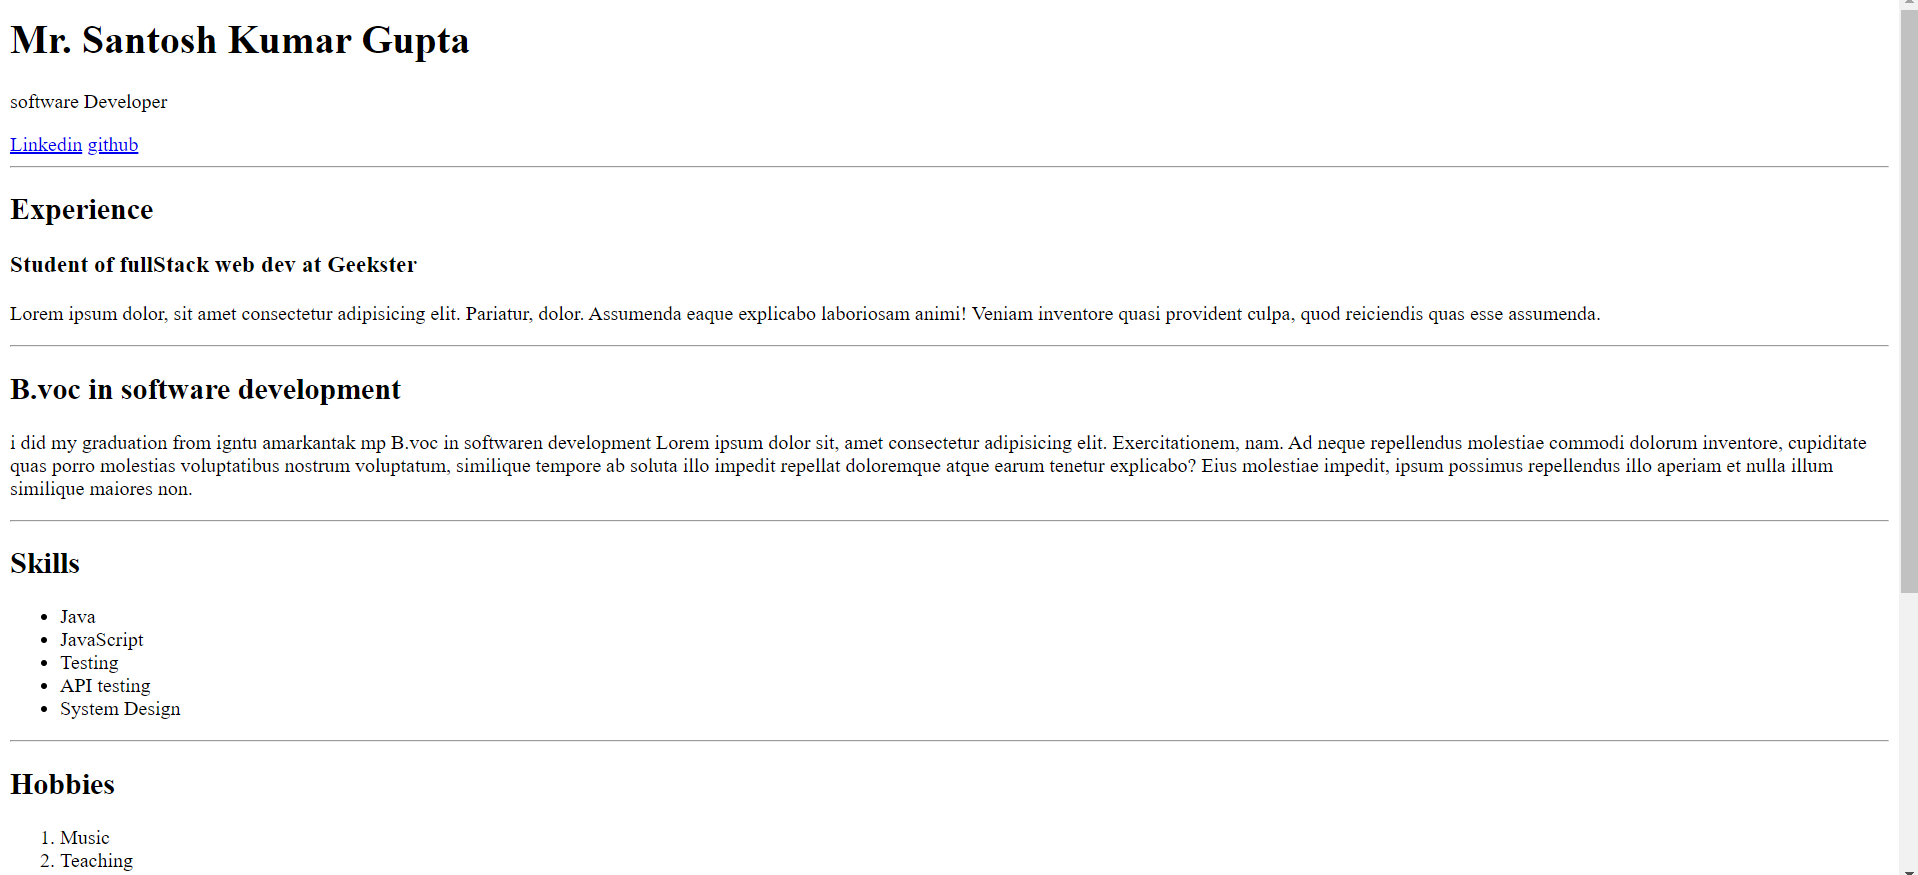 Mr. Santosh Kumar Gupta
software Developer
Linkedin github
Experience
Student of fullStack web dev at Geekster
Lorem ipsum dolor, sit amet consectetur adipisicing elit. Pariatur, dolor. Assumenda eaque explicabo laboriosam animi! Veniam inventore quasi provident culpa, quod reiciendis quas esse assumenda.
B.voc in software development
i did my graduation from igntu amarkantak mp B.voc in softwaren development Lorem ipsum dolor sit, amet consectetur adipisicing elit. Exercitationem, nam. Ad neque repellendus molestiae commodi dolorum inventore, cupiditate
quas porro molestias voluptatibus nostrum voluptatum, similique tempore ab soluta illo impedit repellat doloremque atque earum tenetur explicabo? Eius molestiae impedit, ipsum possimus repellendus illo aperiam et nulla illum
similique maiores non.
Skills
• Java
• JavaScript
• Testing
• API testing
• System Design
Hobbies
1. Music
2. Teaching